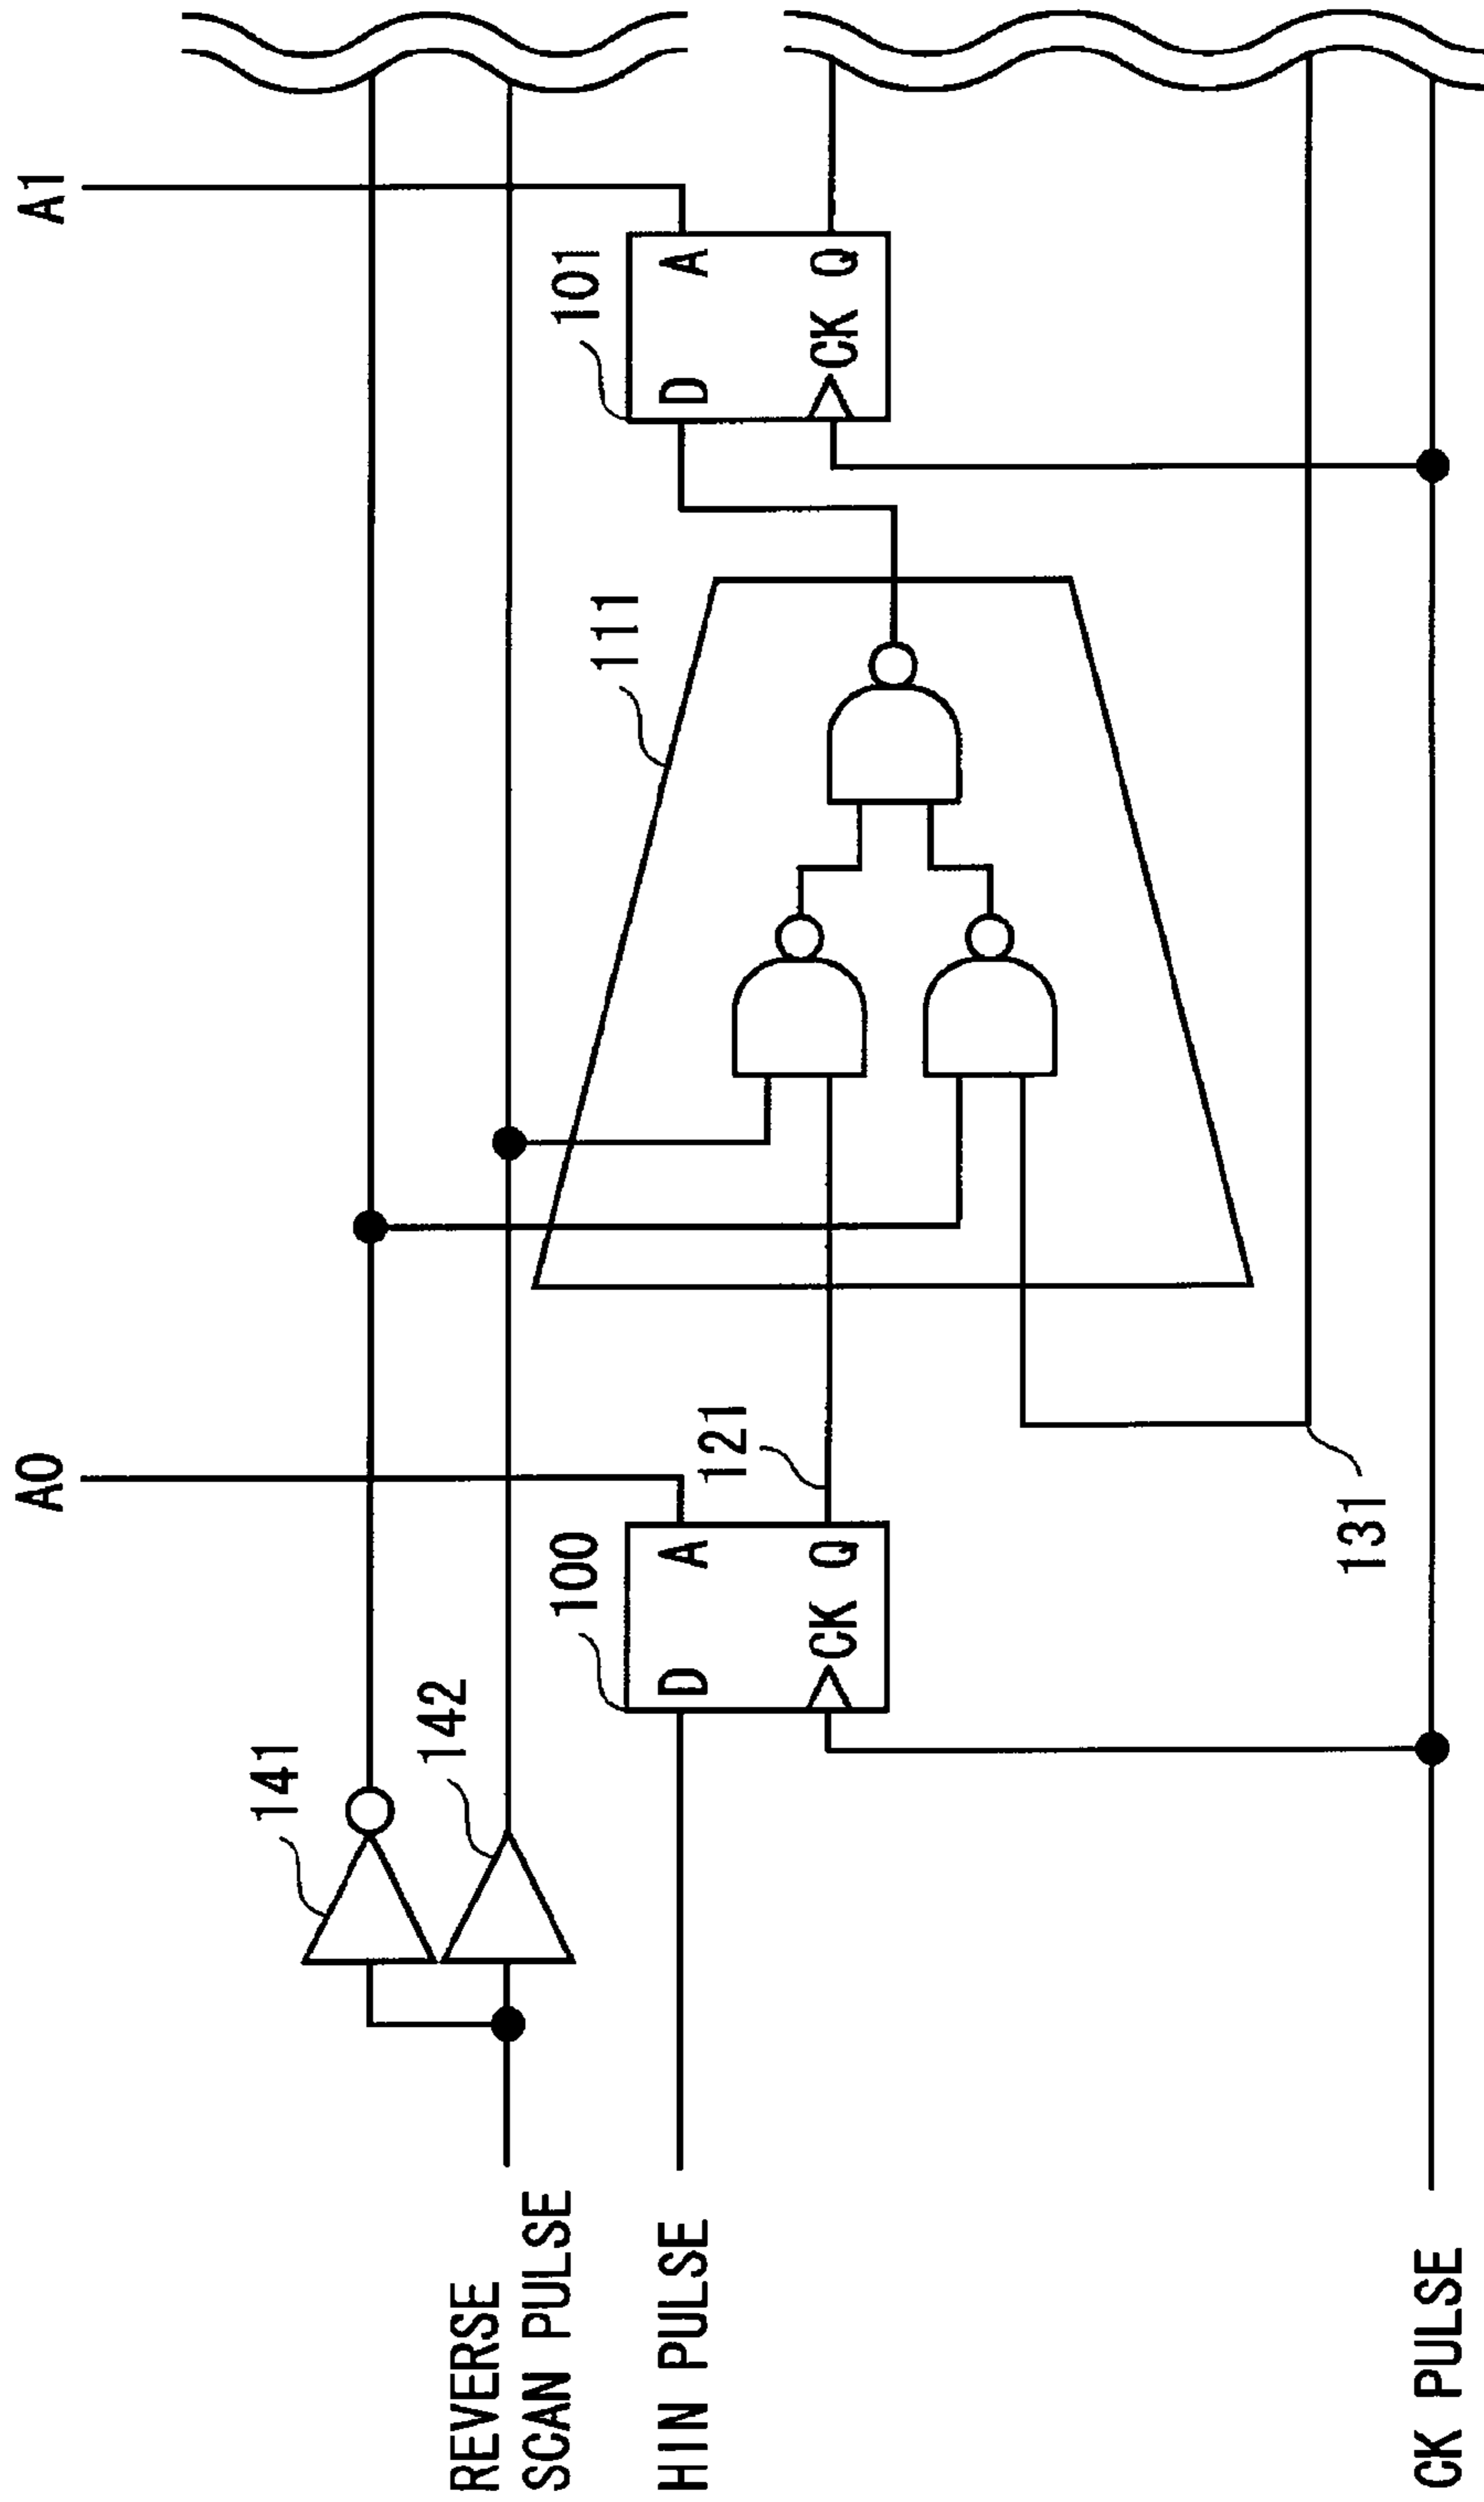 A0
A1
141
142
100
D
A
CK
Q
121
111
101
D
A
CK
Q
131
REVERSE
SCAN PULSE
HIN PULSE
CK PULSE